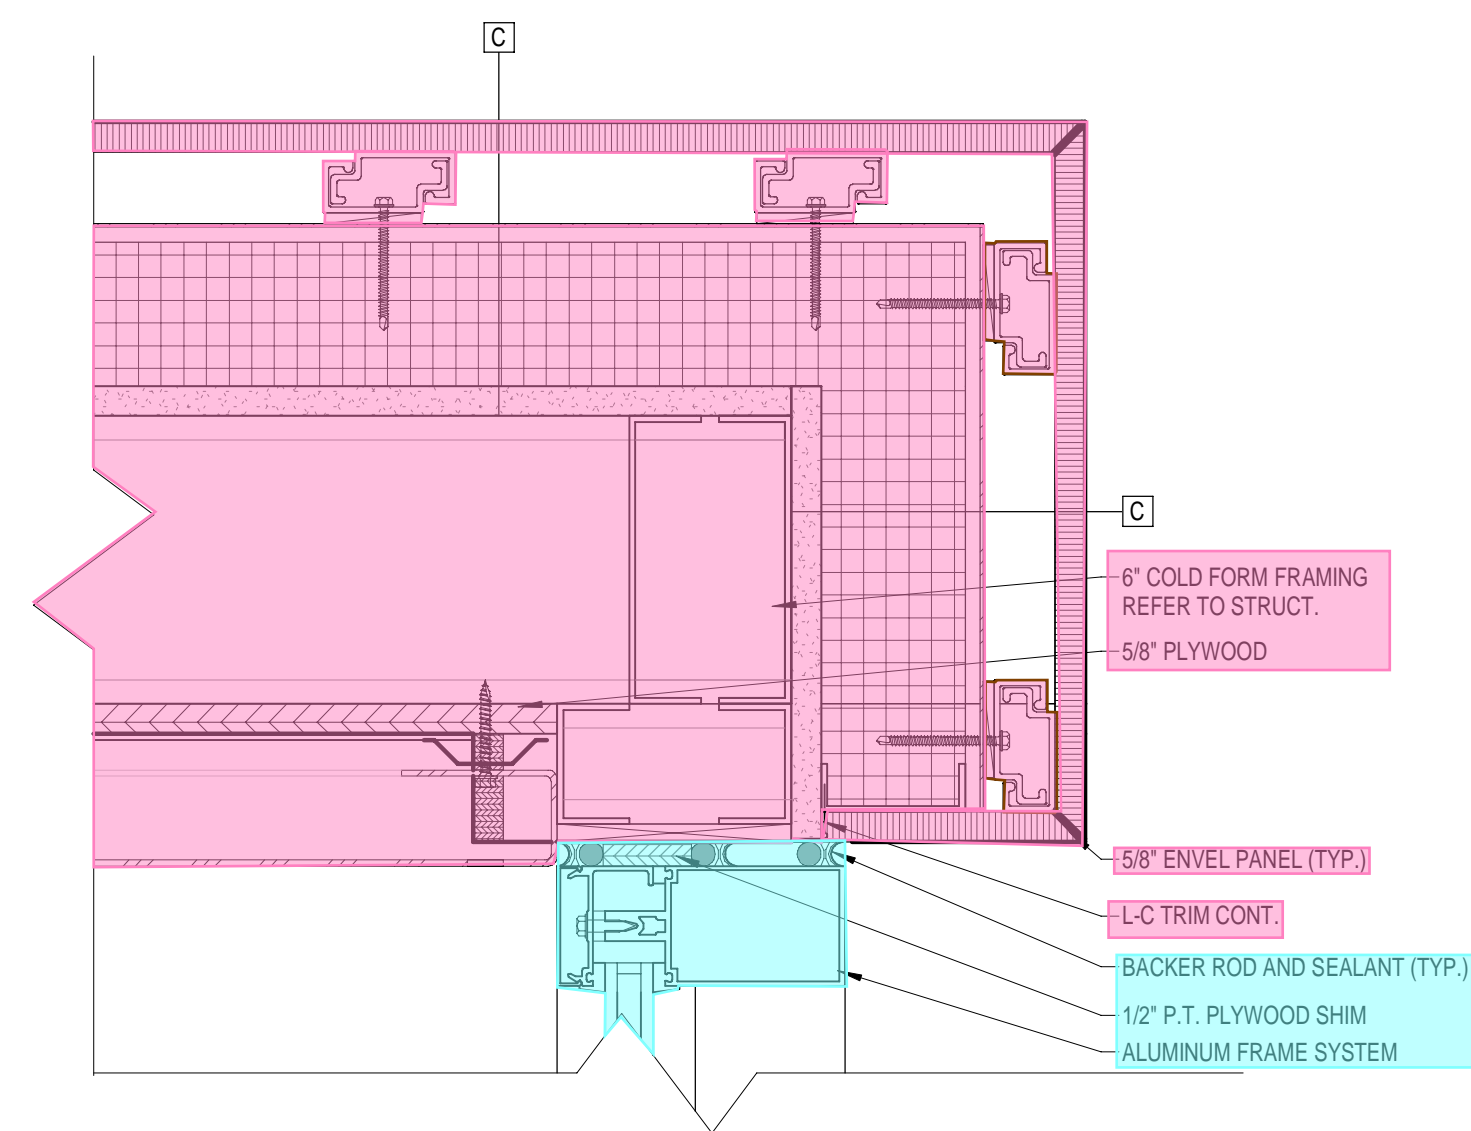 C
C
6" COLD FORM FRAMING
REFER TO STRUCT.
5/8" PLYWOOD
5/8" ENVEL PANEL (TYP.)
L-C TRIM CONT.
BACKER ROD AND SEALANT (TYP.)
1/2" P.T. PLYWOOD SHIM
ALUMINUM FRAME SYSTEM